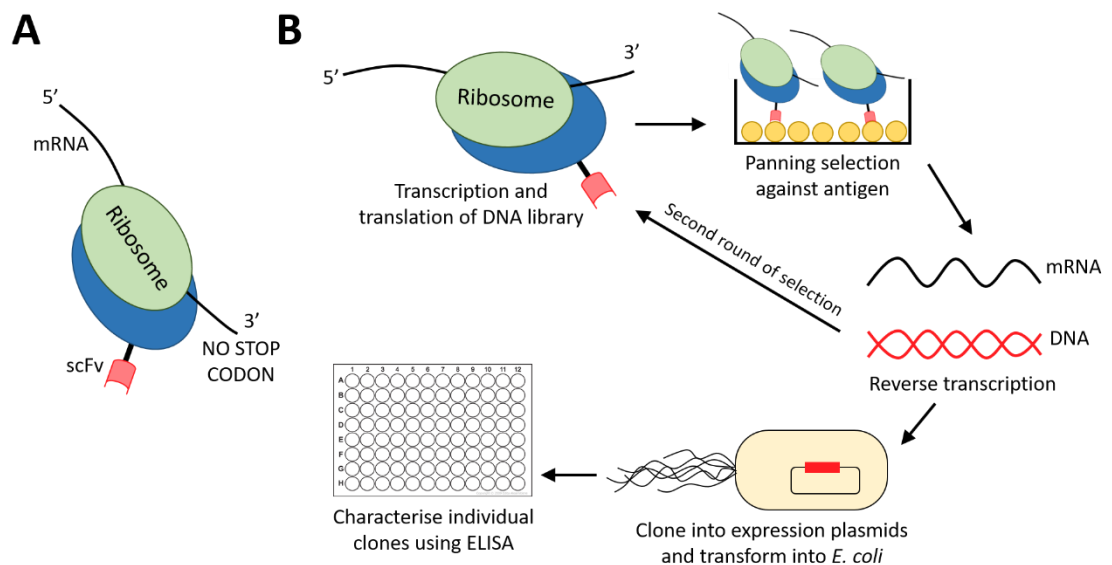 A
5’
mRNA
Ribosome
3’
NO STOP
CODON
scFv
B
5’
Ribosome
3’
Transcription and
translation of DNA library
Panning selection
against antigen
Second round of
selection
mRNA
DNA
Reverse transcription
1 2 3 4 5 6 7 8 9 10 11 12
A
B
C
D
E
F
G
H
Characterise individual
clones using ELISA
Clone into expression plasmids
and transform into E. coli